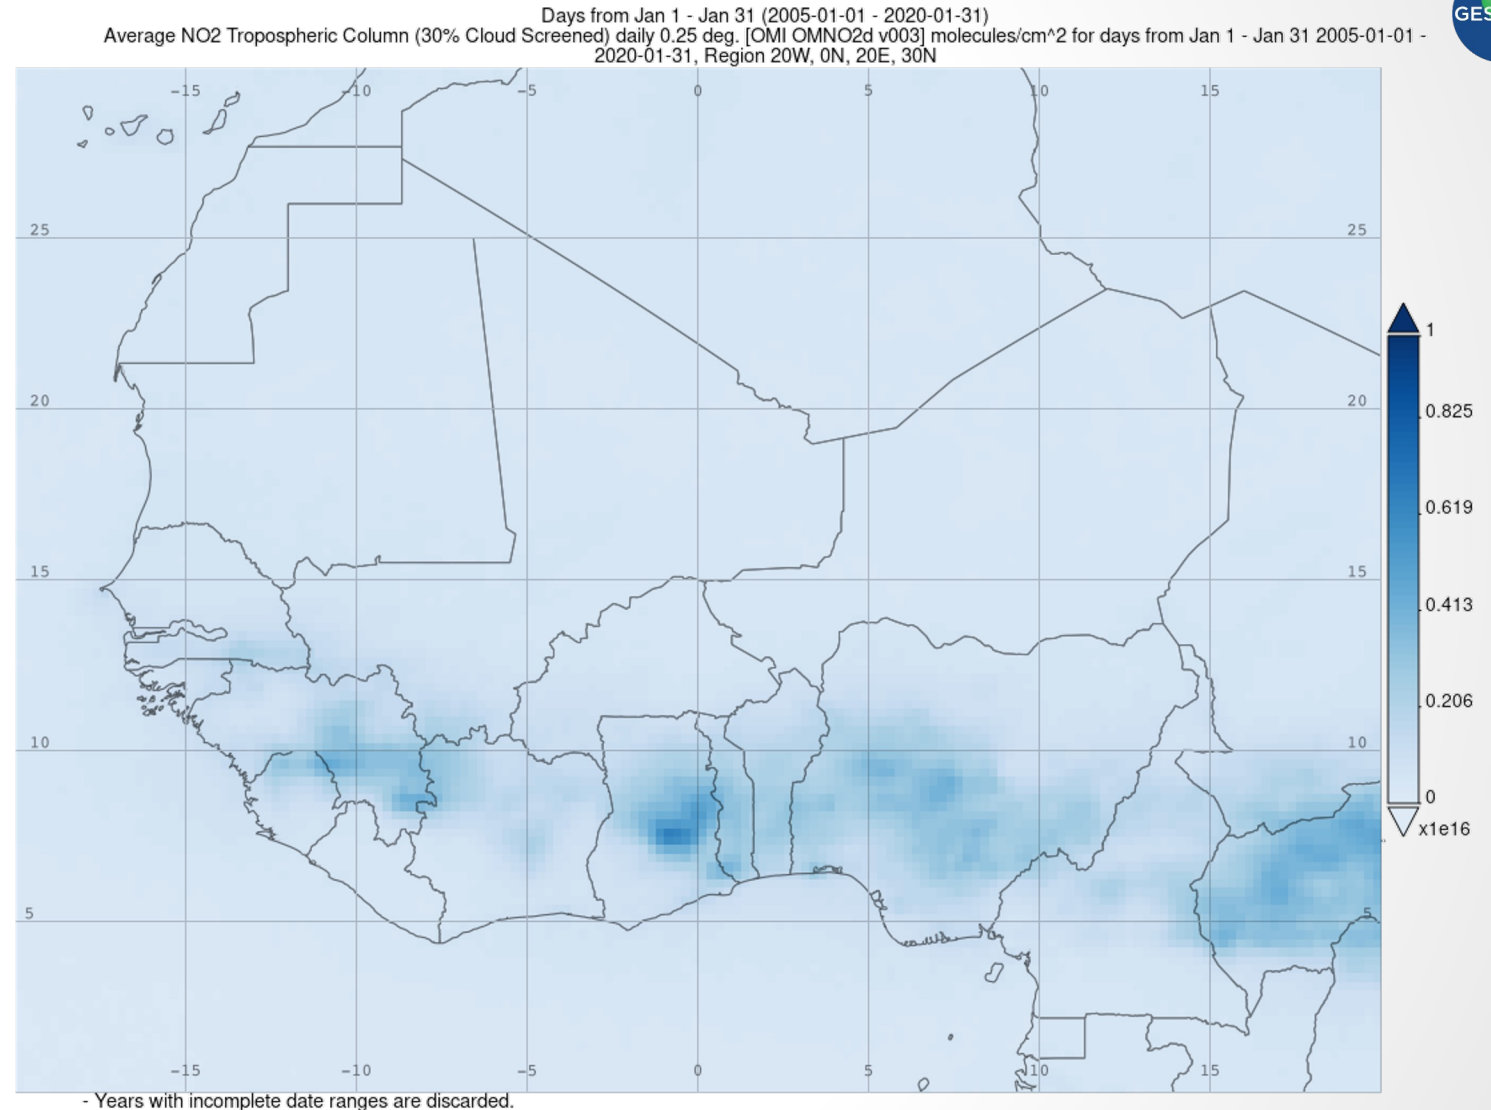 Days from Jan 1 - Jan 31 (2005-01-01 - 2020-01-31)
Average NO2 Tropospheric Column (30% Cloud Screened) daily 0.25 deg. [OMI OMNO2d v003] molecules/cm^2 for days from Jan 1 - Jan 31 2005-01-01 -
2020-01-31, Region 20W, 0N, 20E, 30N
GES
−15 −10 −5 0 5 10 15
25 25
20 20
15 15
10 10
5 5
−15 −10 −5 0 5 10 15
1
0.825
0.619
0.413
0.206
0
x1e16
- Years with incomplete date ranges are discarded.